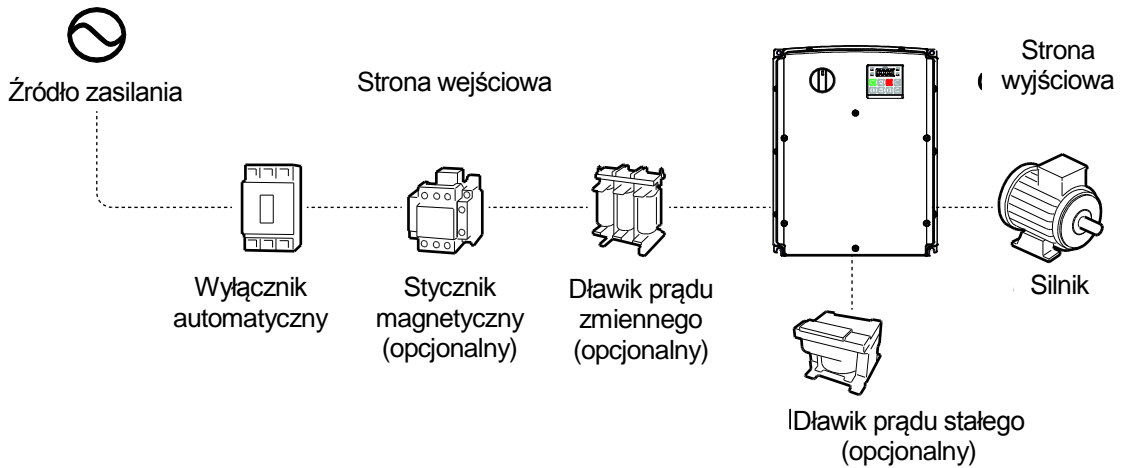 Źródło zasilania
Strona wejściowa
Strona
wyjściowa
Wyłącznik
automatyczny
Stycznik
magnetyczny
(opcjonalny)
Dławik prądu
zmiennego
(opcjonalny)
Silnik
Dławik prądu stałego
(opcjonalny)